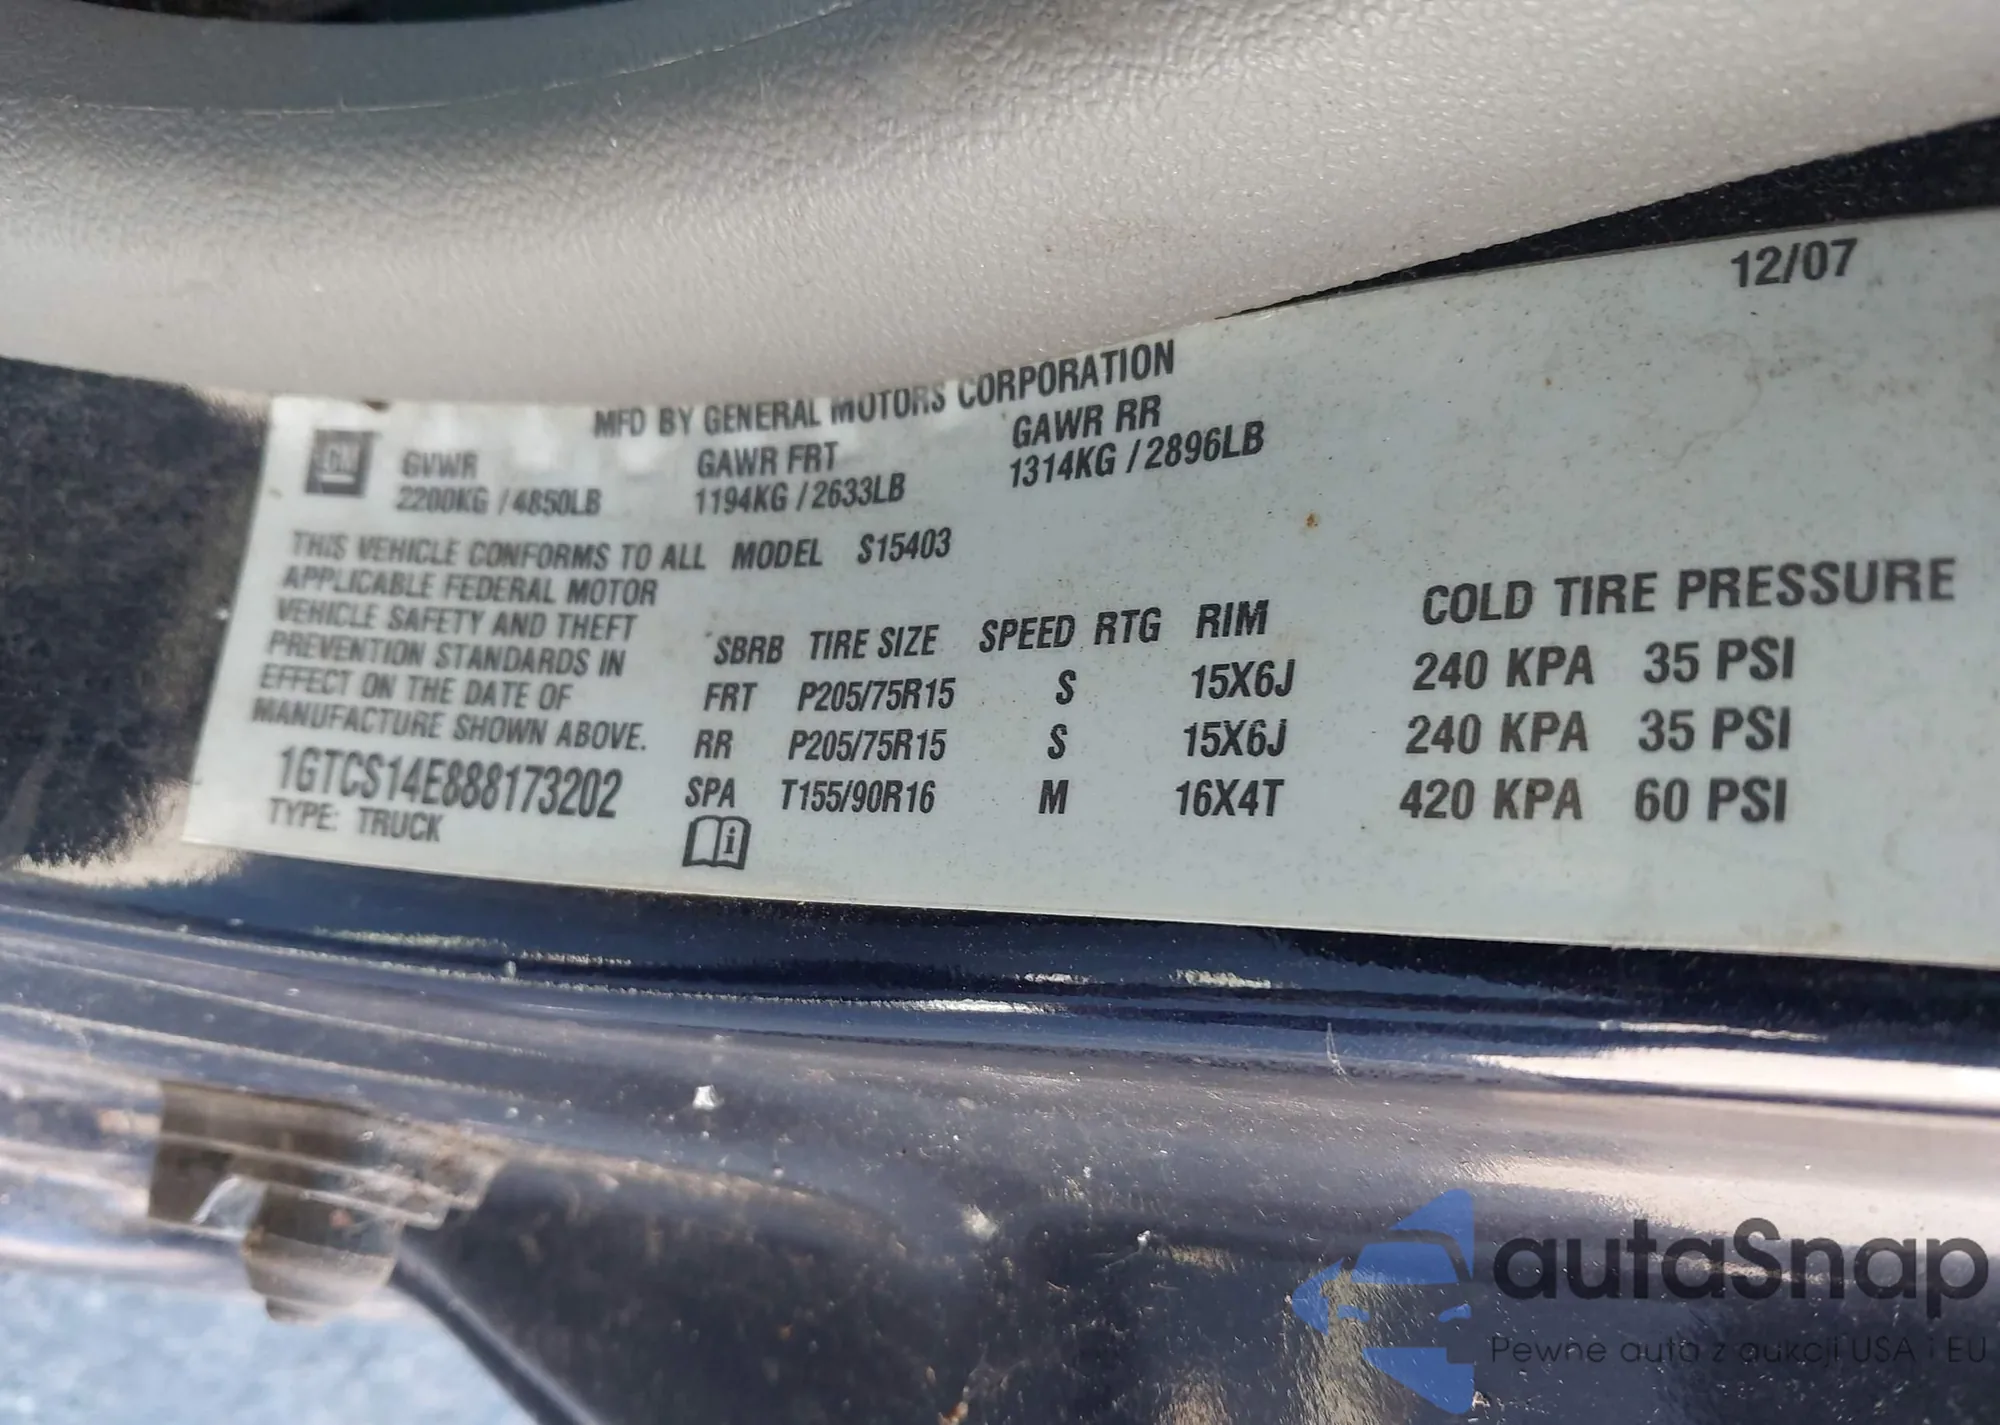 12/07
MFD BY GENERAL MOTORS CORPORATION
GM
GVWR GAWR FRT GAWR RR
2200KG / 4850LB 1194KG / 2633LB 1314KG / 2896LB
THIS VEHICLE CONFORMS TO ALL MODEL S15403
APPLICABLE FEDERAL MOTOR
VEHICLE SAFETY AND THEFT
PREVENTION STANDARDS IN
EFFECT ON THE DATE OF
MANUFACTURE SHOWN ABOVE.
1GTCS14E888173202
TYPE: TRUCK
SBRB TIRE SIZE SPEED RTG RIM COLD TIRE PRESSURE
FRT P205/75R15 S 15X6J 240 KPA 35 PSI
RR P205/75R15 S 15X6J 240 KPA 35 PSI
SPA T155/90R16 M 16X4T 420 KPA 60 PSI
i
autaSnap
Pewne auta z aukcji USA i EU